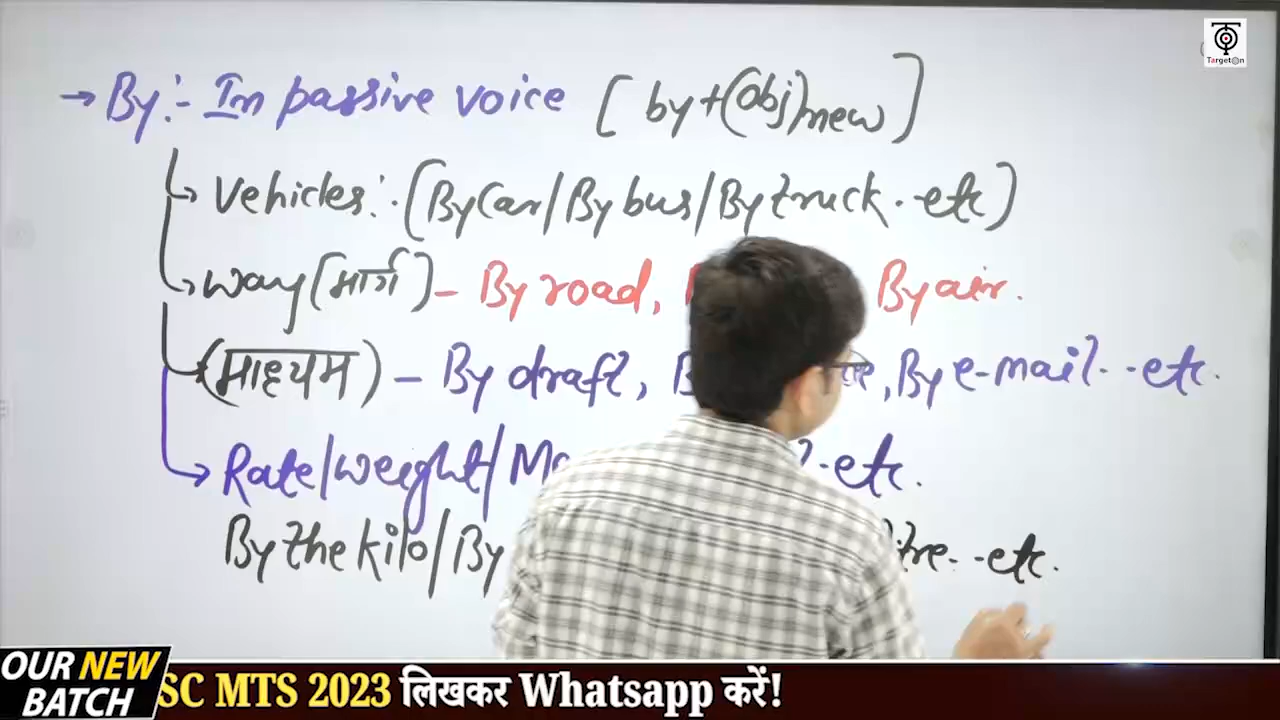 Target@n
→ By:- In passive voice [by+(Obj)new]
Vehicles:- (By Car/By bus/By truck..etc)
Way(मार्ग) - By road, By air.
(माध्यम) - By draft, By e-mail..etc.
Rate/weight/ etc.
By the kilo/By etc.
OUR NEW
BATCH
SC MTS 2023 लिखकर Whatsapp करें!